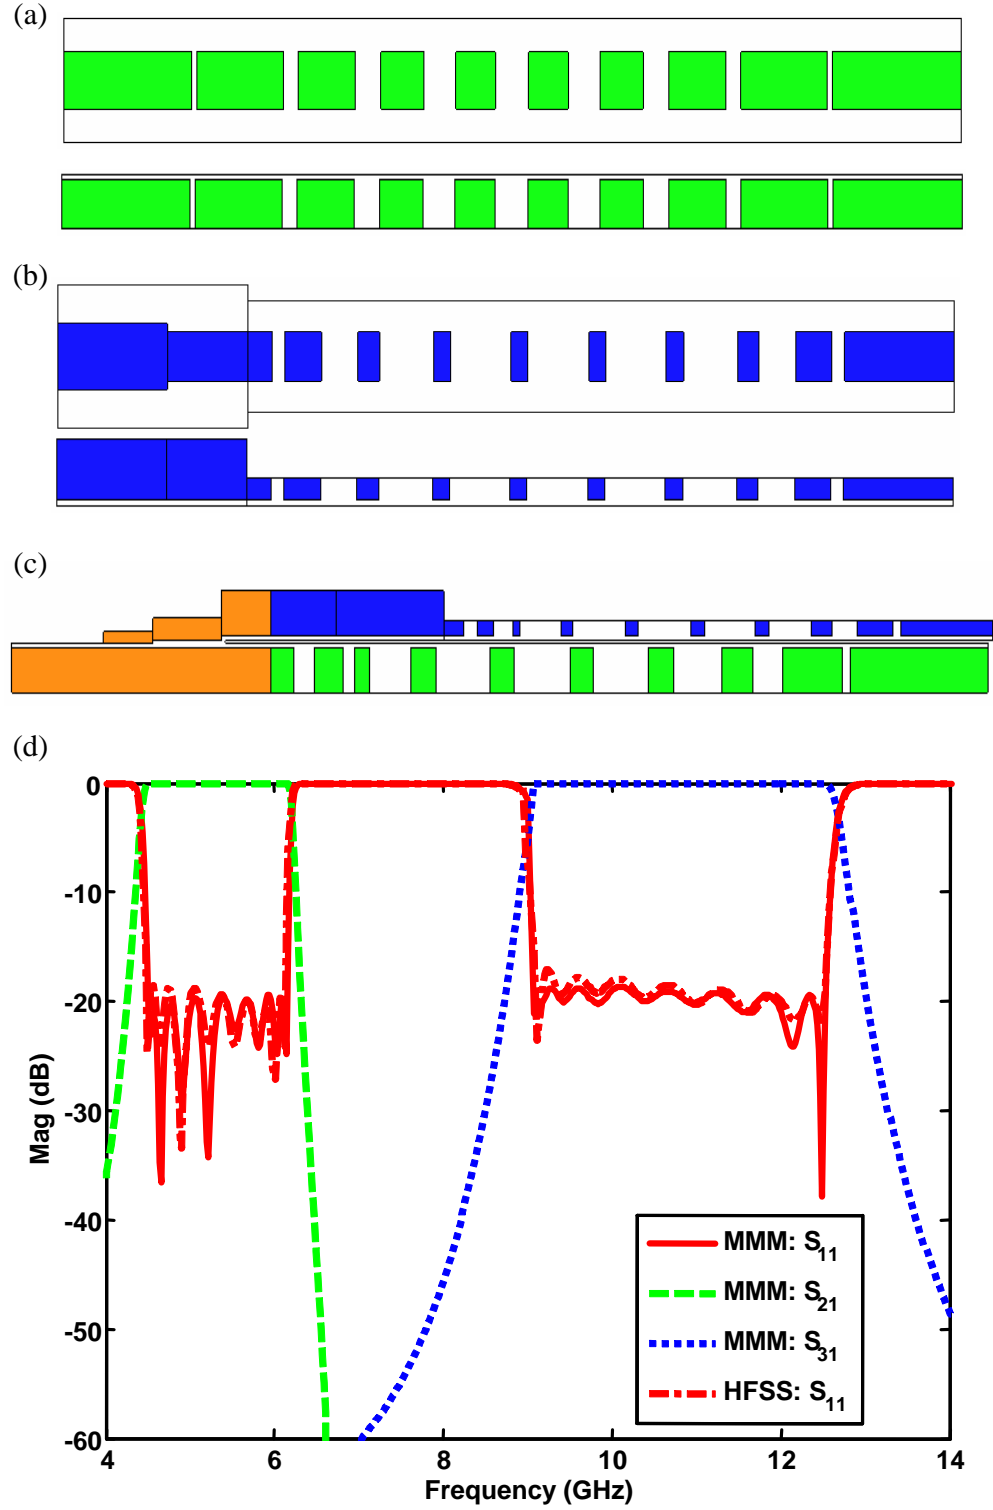 (a)
(b)
(c)
(d)
0
-10
-20
-30
-40
-50
-60
Mag (dB)
4
6
8
10
12
14
Frequency (GHz)
MMM: S11
MMM: S21
MMM: S31
HFSS: S11